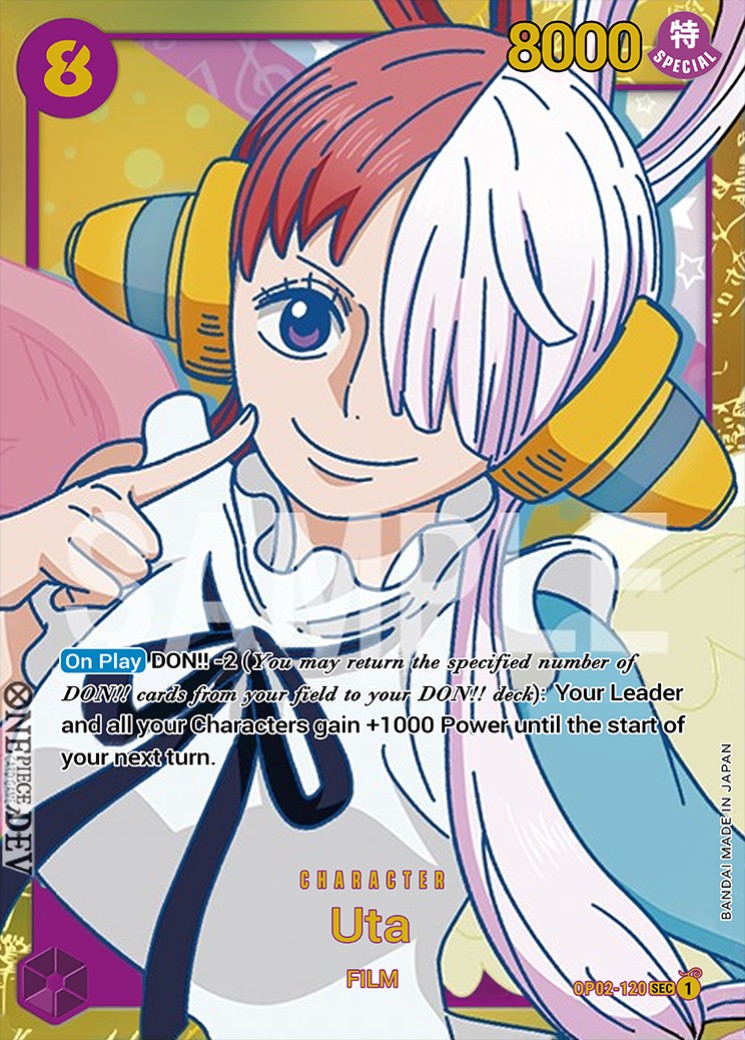 8
8000
特
SPECIAL
SAMPLE
On Play DON!! -2 (You may return the specified number of
DON!! cards from your field to your DON!! deck): Your Leader
and all your Characters gain +1000 Power until the start of
your next turn.
ONE PIECE.DEV
BANDAI MADE IN JAPAN
CHARACTER
Uta
FILM
OP02-120 SEC 1